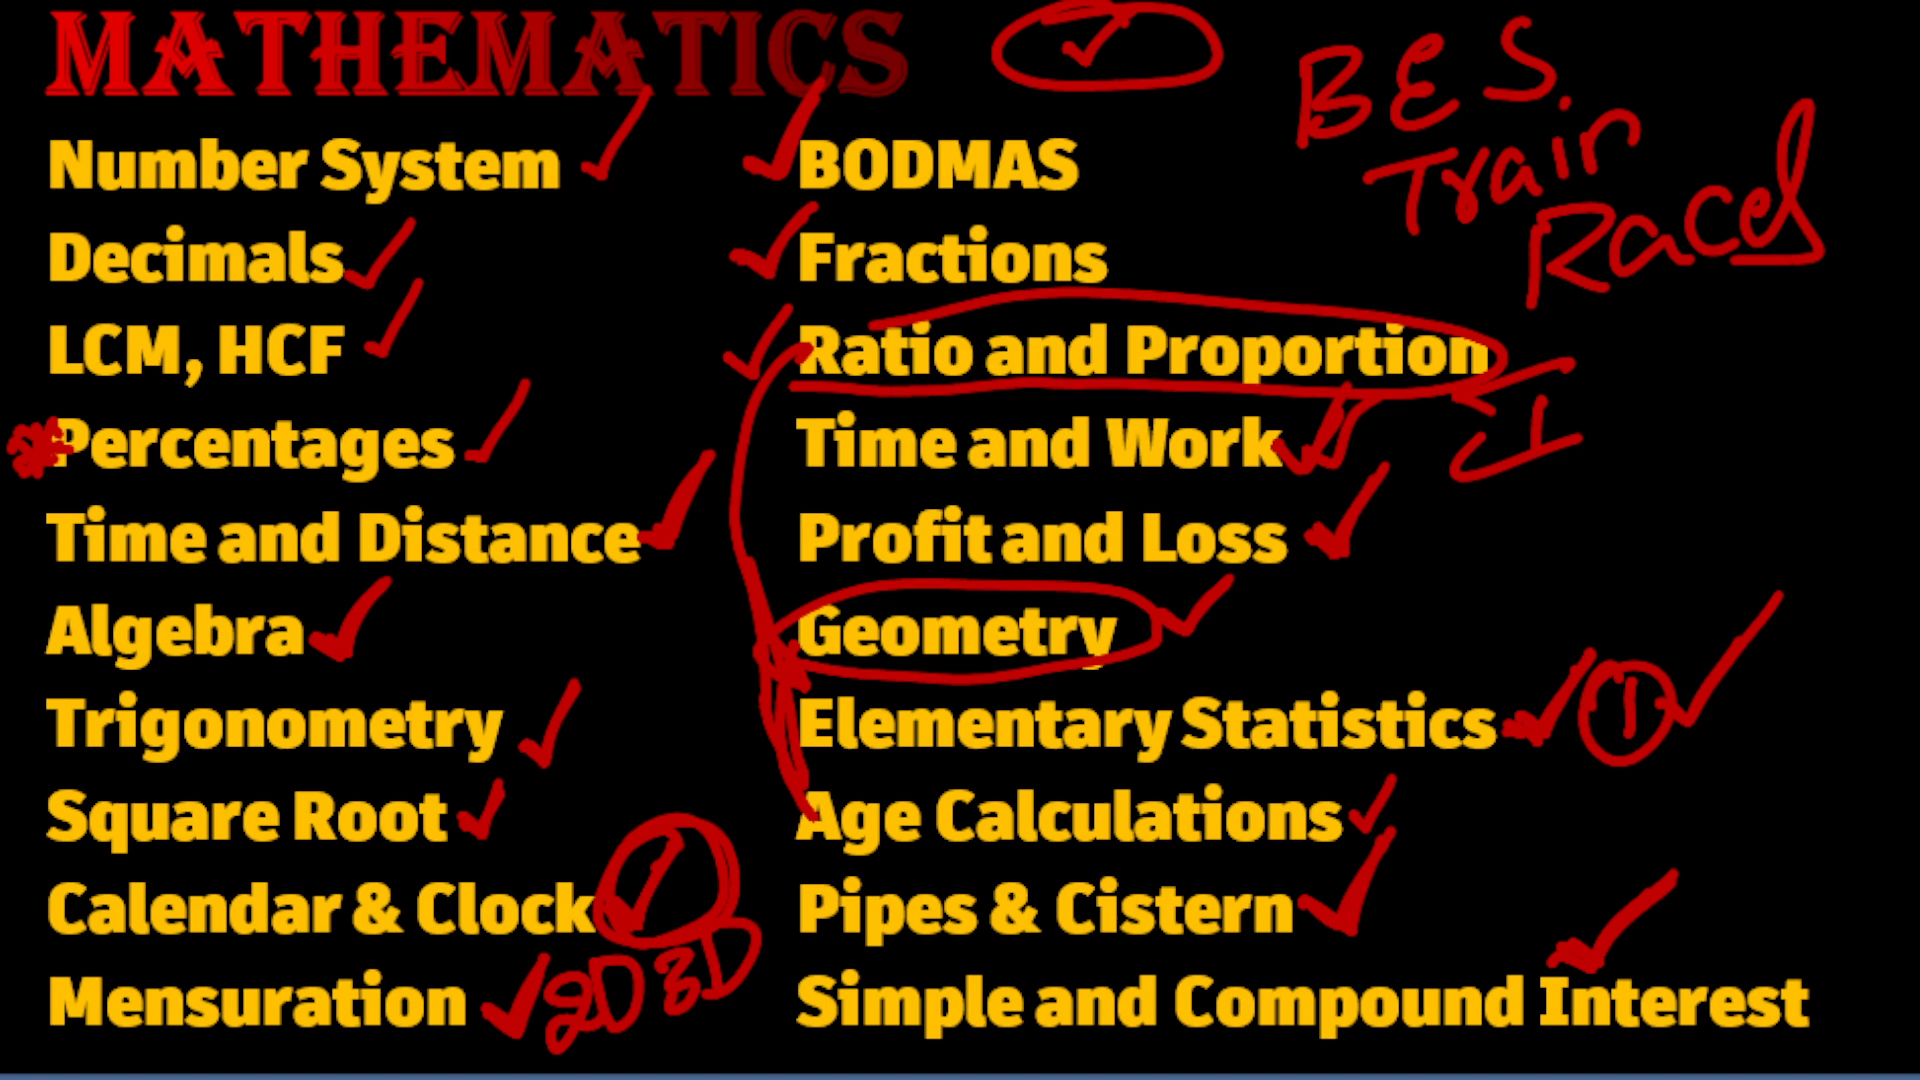 MATHEMATICS
BES.
Train
Races
Number System
BODMAS
Decimals
Fractions
LCM, HCF
Ratio and Proportion
Percentages
Time and Work
Time and Distance
Profit and Loss
Algebra
Geometry
Trigonometry
Elementary Statistics 1
Square Root
Age Calculations
Calendar & Clock
Pipes & Cistern
Mensuration 2D 3D
Simple and Compound Interest